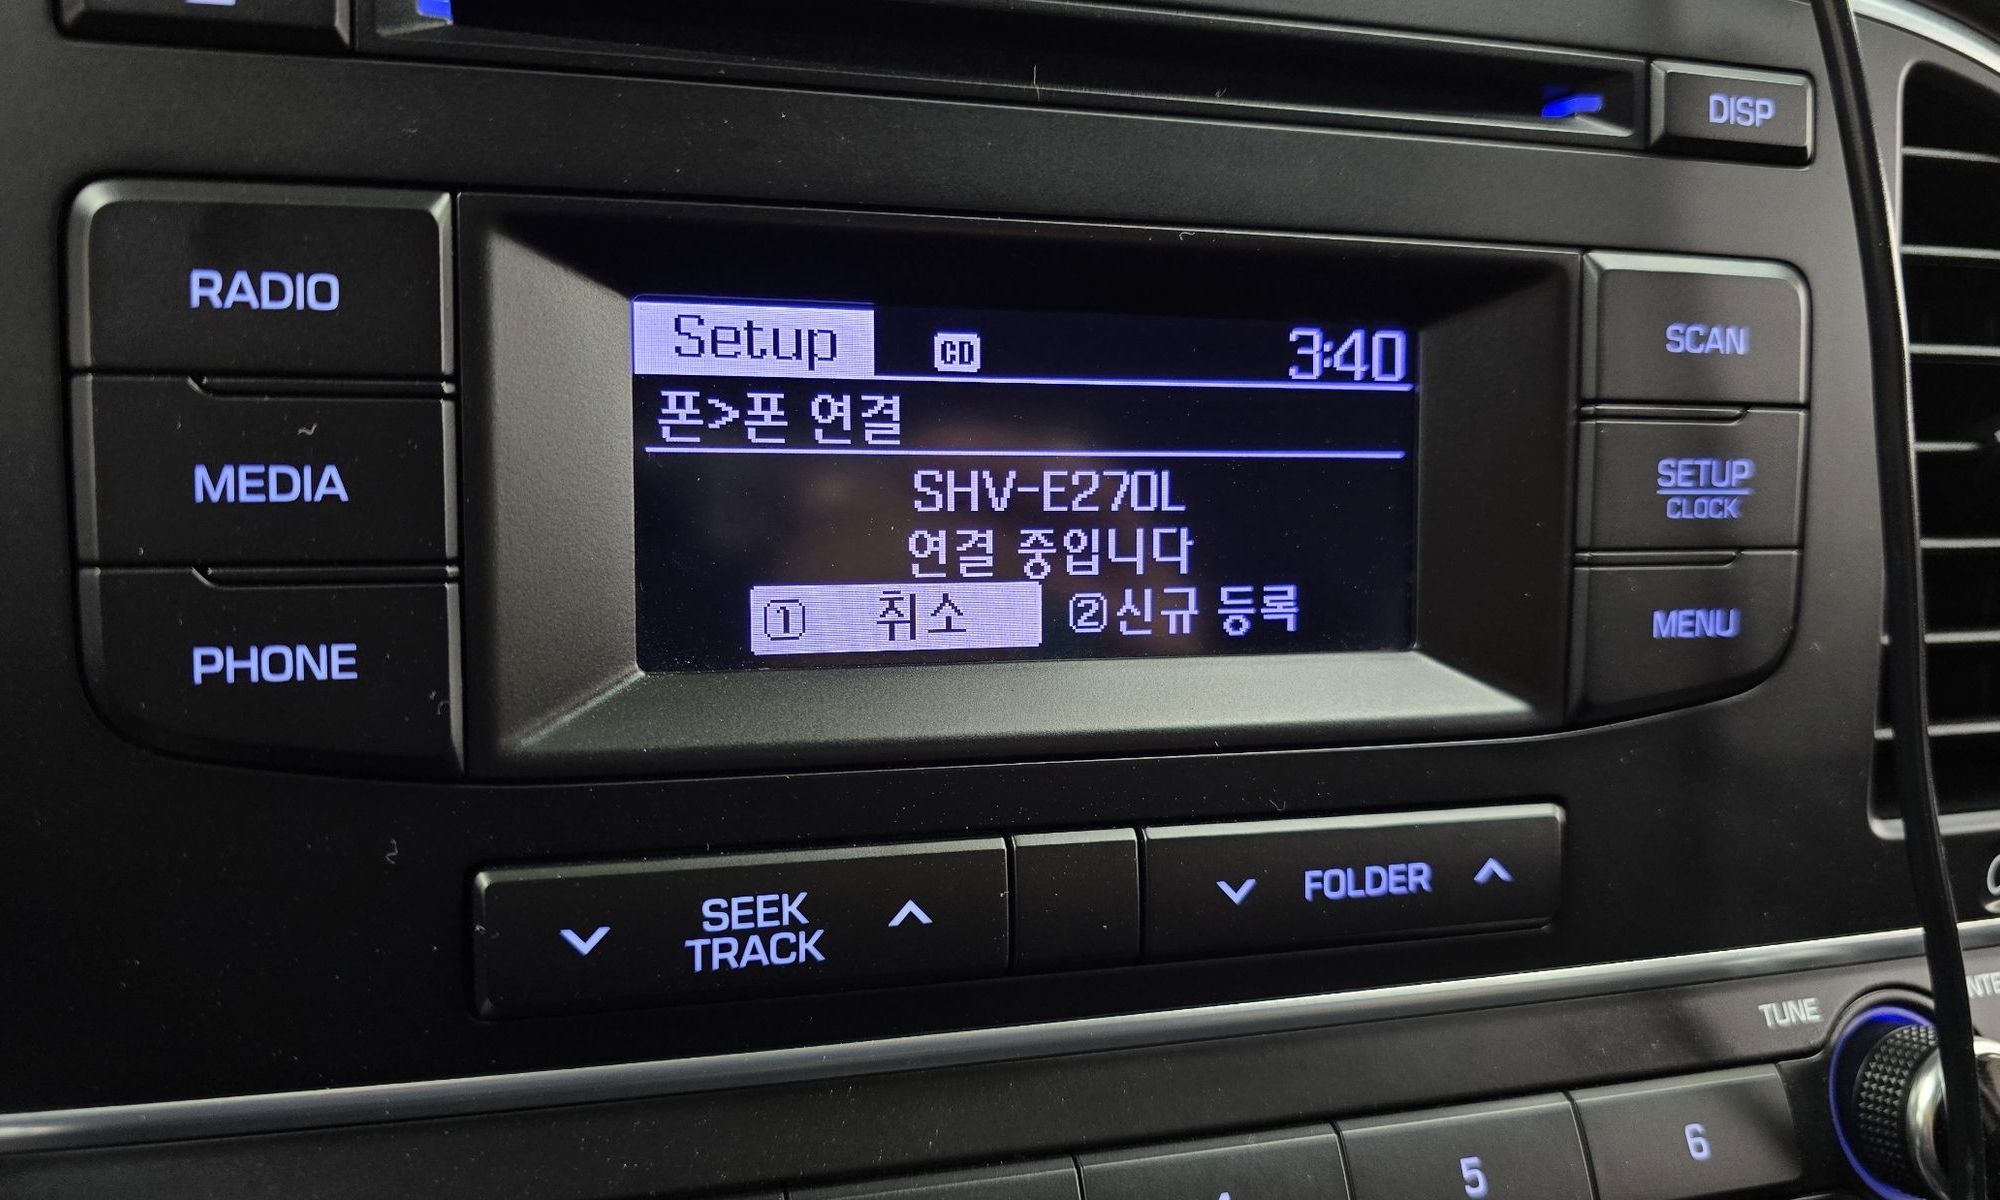 DISP
RADIO
MEDIA
PHONE
Setup CD 3:40
폰>폰 연결
SHV-E270L
연결 중입니다
① 취소 ②신규 등록
SCAN
SETUP
CLOCK
MENU
SEEK
TRACK
FOLDER
TUNE
5
6